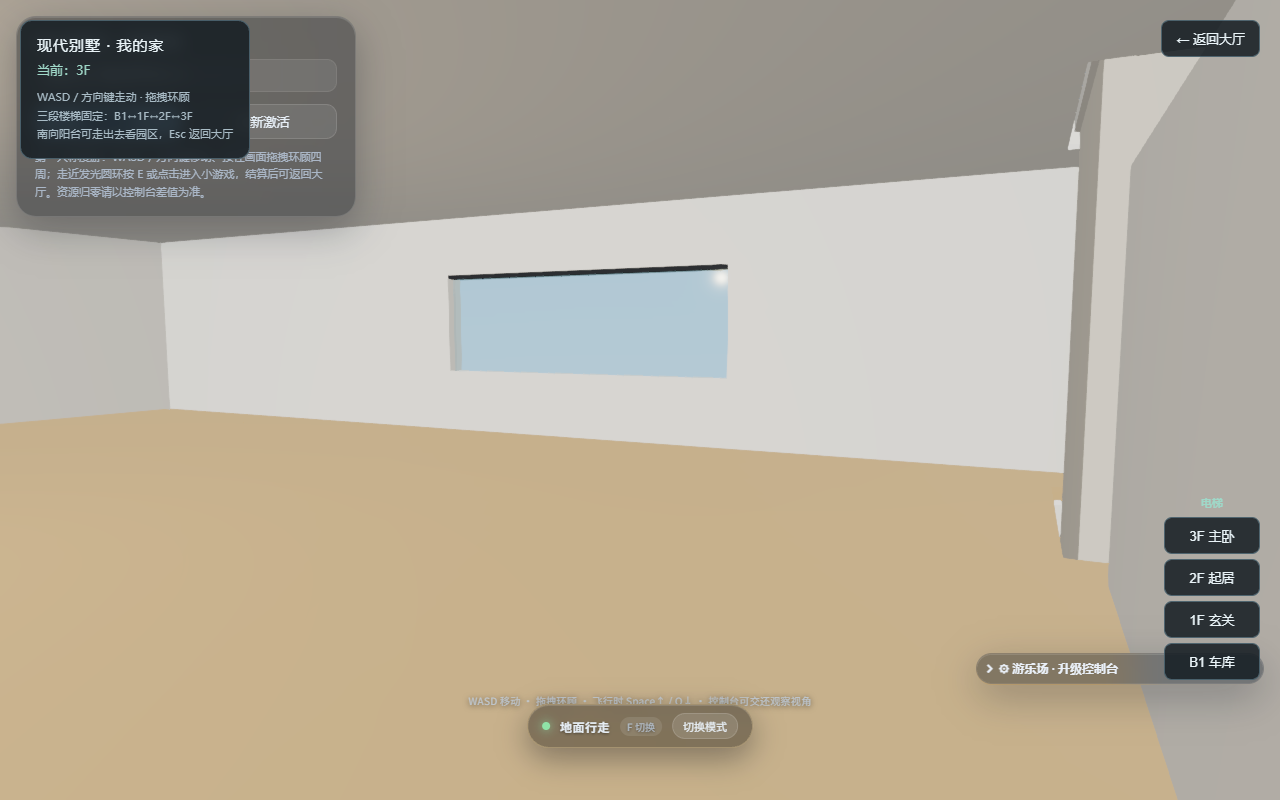 现代别墅 · 我的家
当前：3F
WASD / 方向键走动 · 拖拽环顾
三段楼梯固定：B1↔1F↔2F↔3F
南向阳台可走出去看园区，Esc 返回大厅
新激活
周；走近发光圆环按 E 或点击进入小游戏，结算后可返回大
厅。资源归零请以控制台差值为准。
← 返回大厅
电梯
3F 主卧
2F 起居
1F 玄关
B1 车库
⚙ 游乐场 · 升级控制台
WASD 移动 · 拖拽环顾 · 飞行时 Space↑ / Q↓ · 控制台可交还观察视角
地面行走
F 切换
切换模式